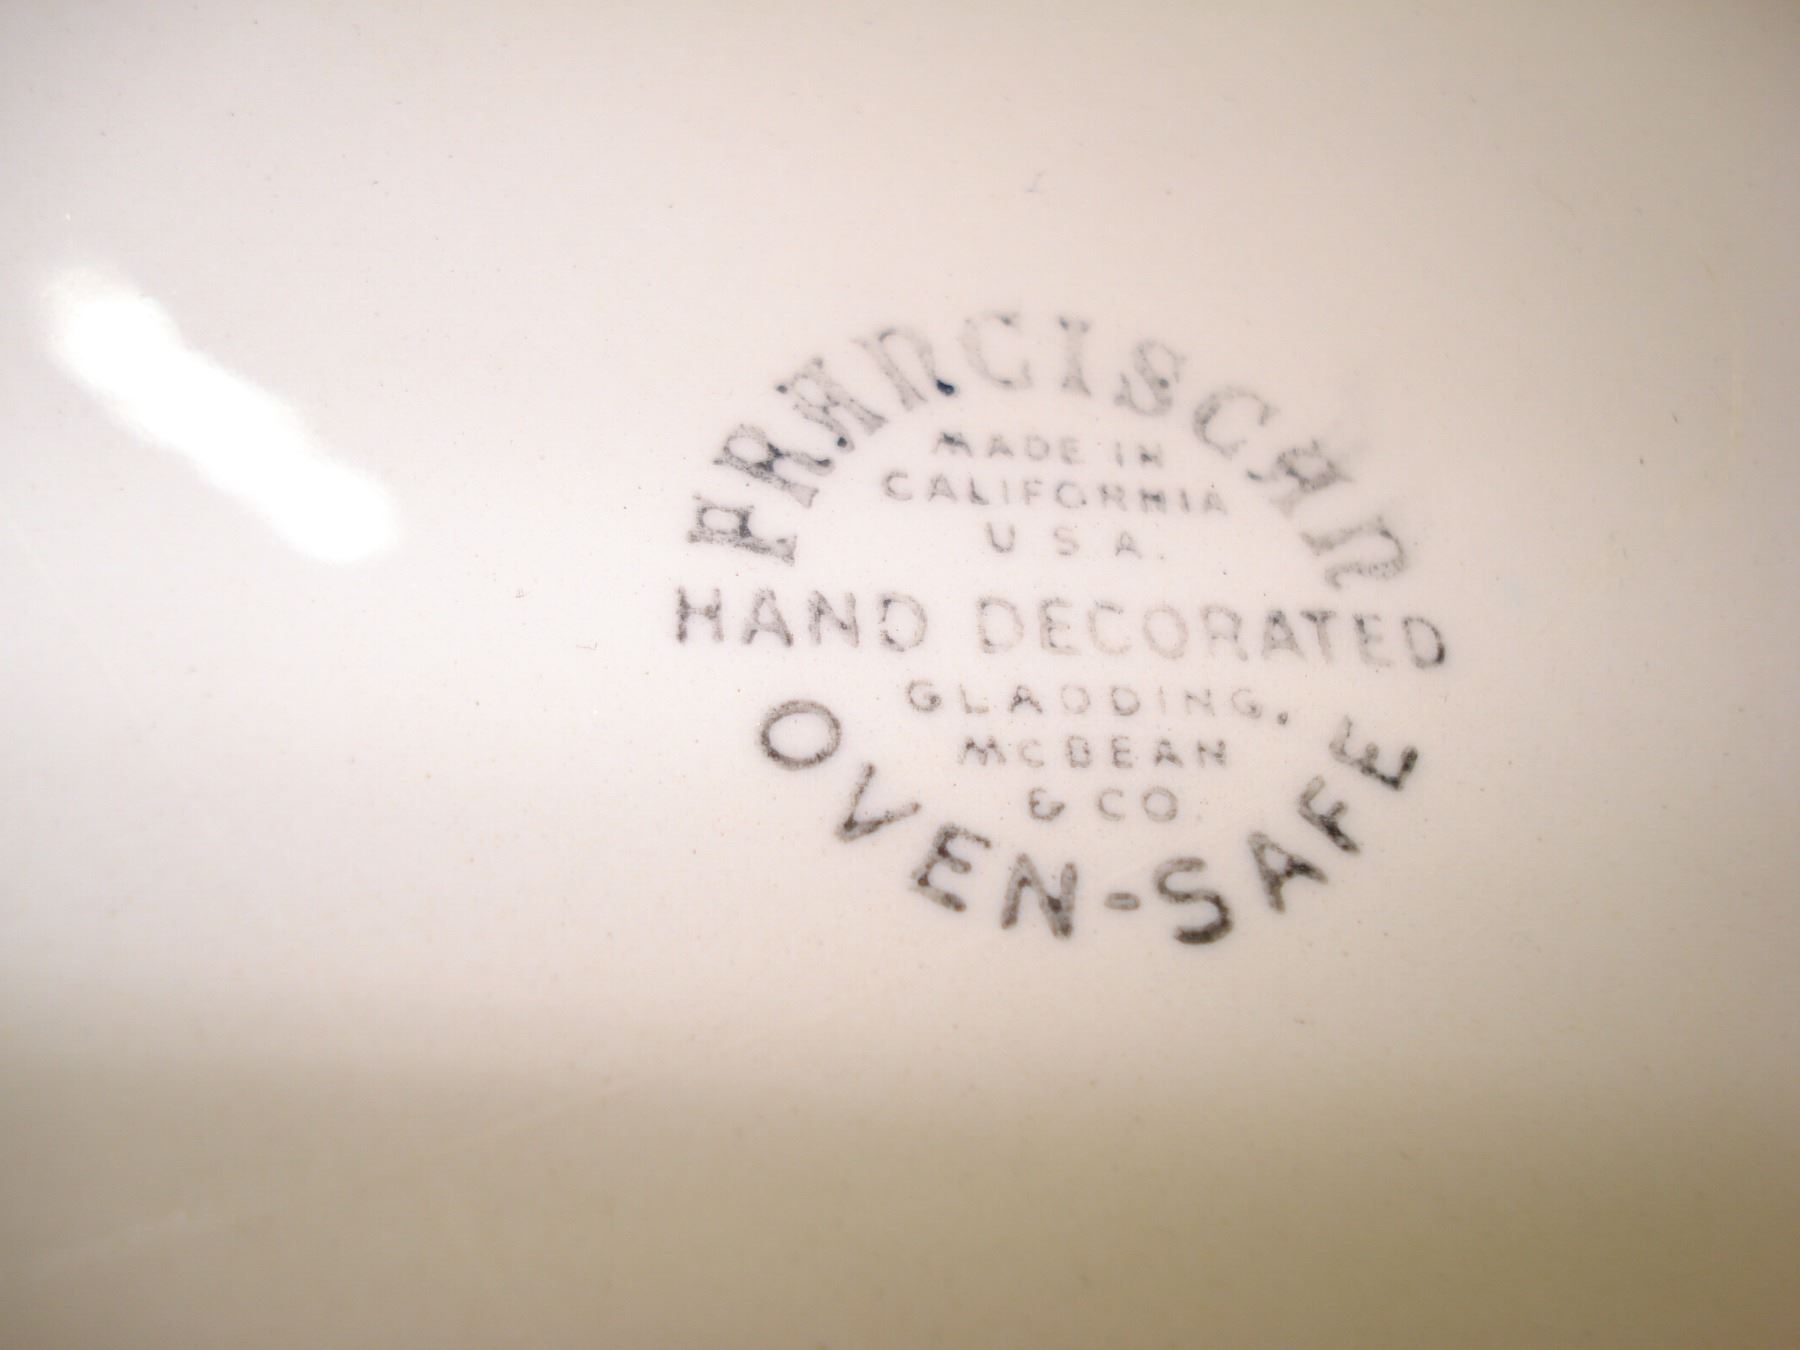 FRANCISCAN
MADE IN
CALIFORNIA
U.S.A.
HAND DECORATED
GLADDING,
MCBEAN
& CO.
OVEN-SAFE